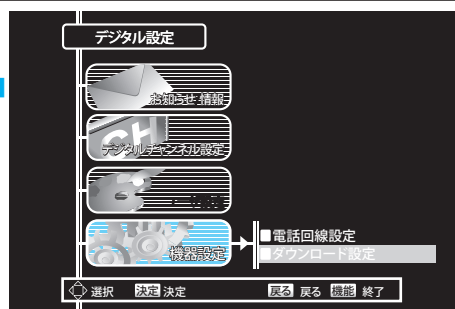 デジタル設定
お知らせ 情報
デジタルチャンネル設定
機器設定
■電話回線設定
■ダウンロード設定
選択 決定 決定 戻る 戻る 機能 終了